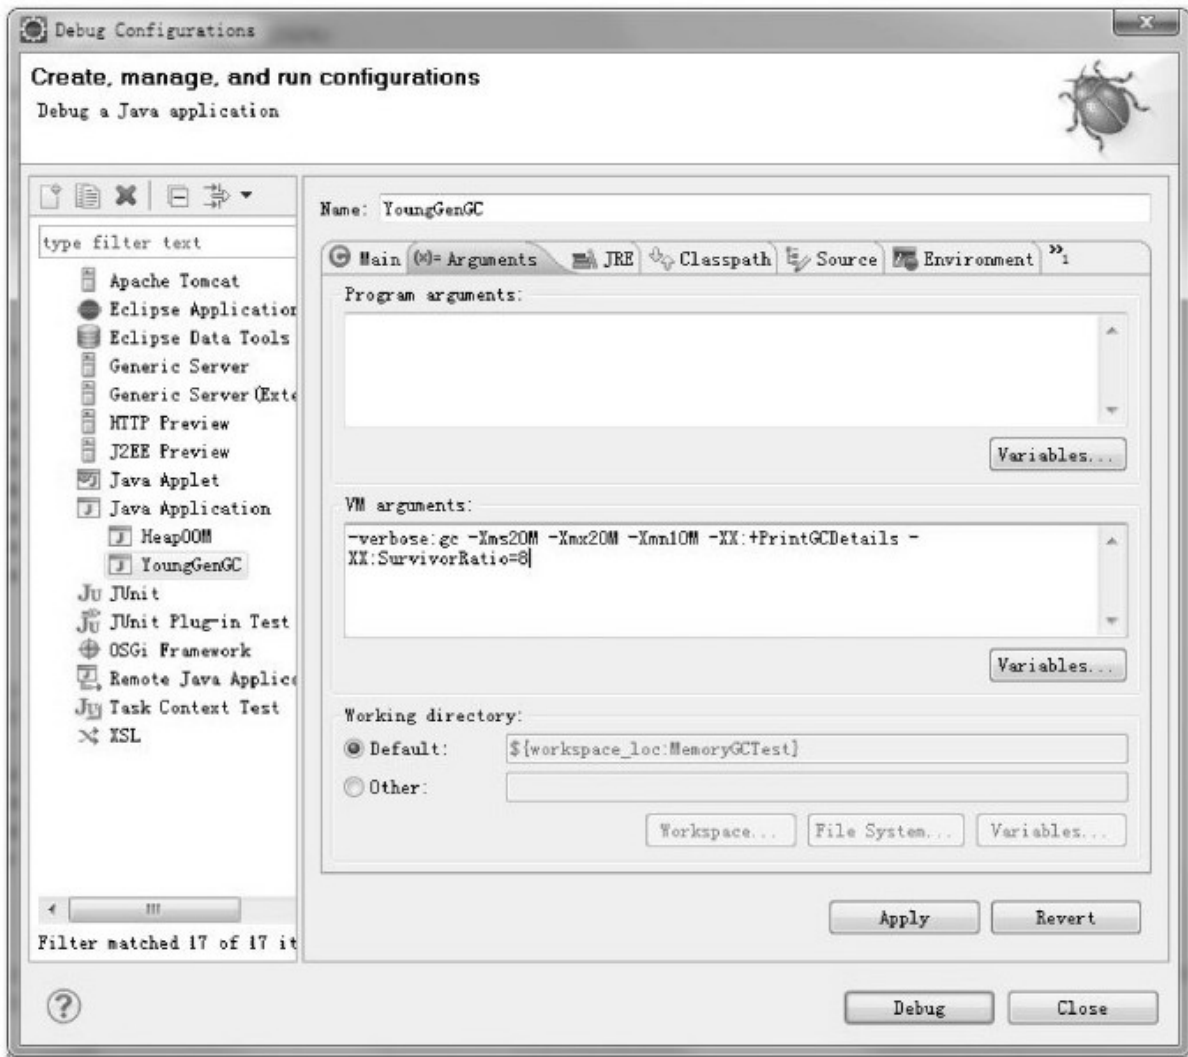 Debug Configurations
Create, manage, and run configurations
Debug a Java application
type filter text
Apache Tomcat
Eclipse Application
Eclipse Data Tools
Generic Server
Generic Server(Exte
HTTP Preview
J2EE Preview
Java Applet
Java Application
HeapOOM
YoungGenGC
JUnit
JUnit Plug-in Test
OSGi Framework
Remote Java Applic
Task Context Test
XSL
Filter matched 17 of 17 it
Name: YoungGenGC
Main (x)= Arguments JRE Classpath Source Environment »1
Program arguments:
Variables...
VM arguments:
-verbose:gc -Xms20M -Xmx20M -Xmn10M -XX:+PrintGCDetails -
XX:SurvivorRatio=8
Variables...
Working directory:
Default: ${workspace_loc:MemoryGCTest}
Other:
Workspace... File System... Variables...
Apply Revert
Debug Close